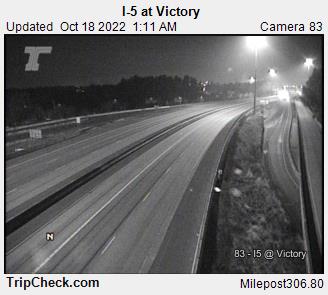 I-5 at Victory
Updated Oct 18 2022 1:11 AM Camera 83
T
N
83 - I5 @ Victory
TripCheck.com Milepost306.80